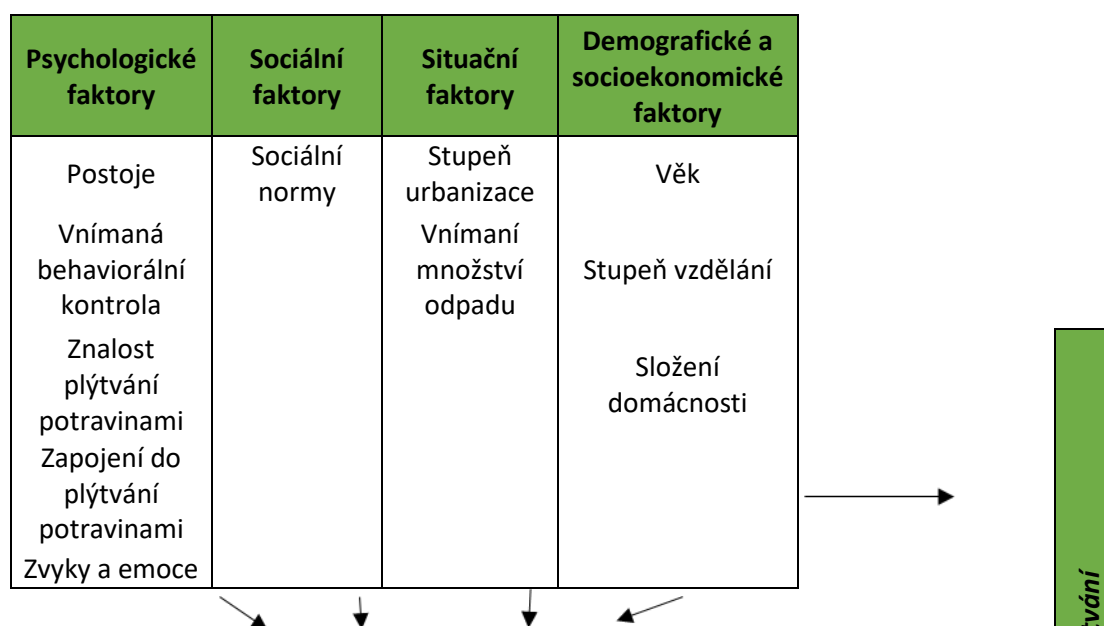 Psychologické
faktory
Sociální
faktory
Situační
faktory
Demografické a
socioekonomické
faktory
Postoje
Sociální
normy
Stupeň
urbanizace
Věk
Vnímaná
behaviorální
kontrola
Vnímaní
množství
odpadu
Stupeň vzdělání
Znalost
plýtvání
potravinami
Složení
domácnosti
Zapojení do
plýtvání
potravinami
Zvyky a emoce